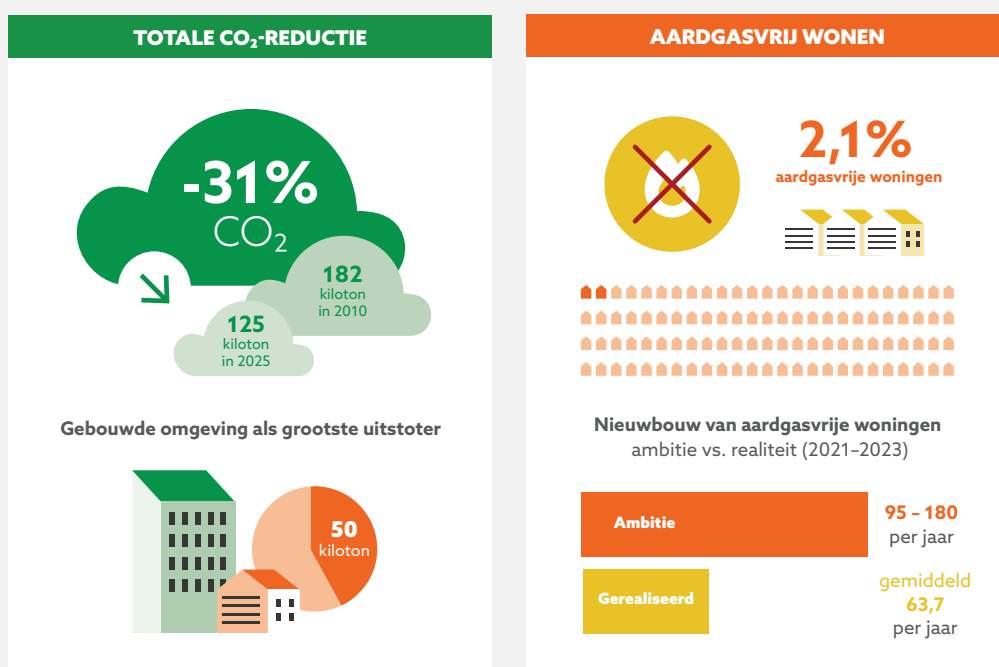 TOTALE CO₂-REDUCTIE
-31%
CO₂
182
kiloton
in 2010
125
kiloton
in 2025
Gebouwde omgeving als grootste uitstoter
50
kiloton
AARDGASVRIJ WONEN
2,1%
aardgasvrije woningen
Nieuwbouw van aardgasvrije woningen
ambitie vs. realiteit (2021–2023)
Ambitie
95 – 180
per jaar
Gerealiseerd
gemiddeld
63,7
per jaar